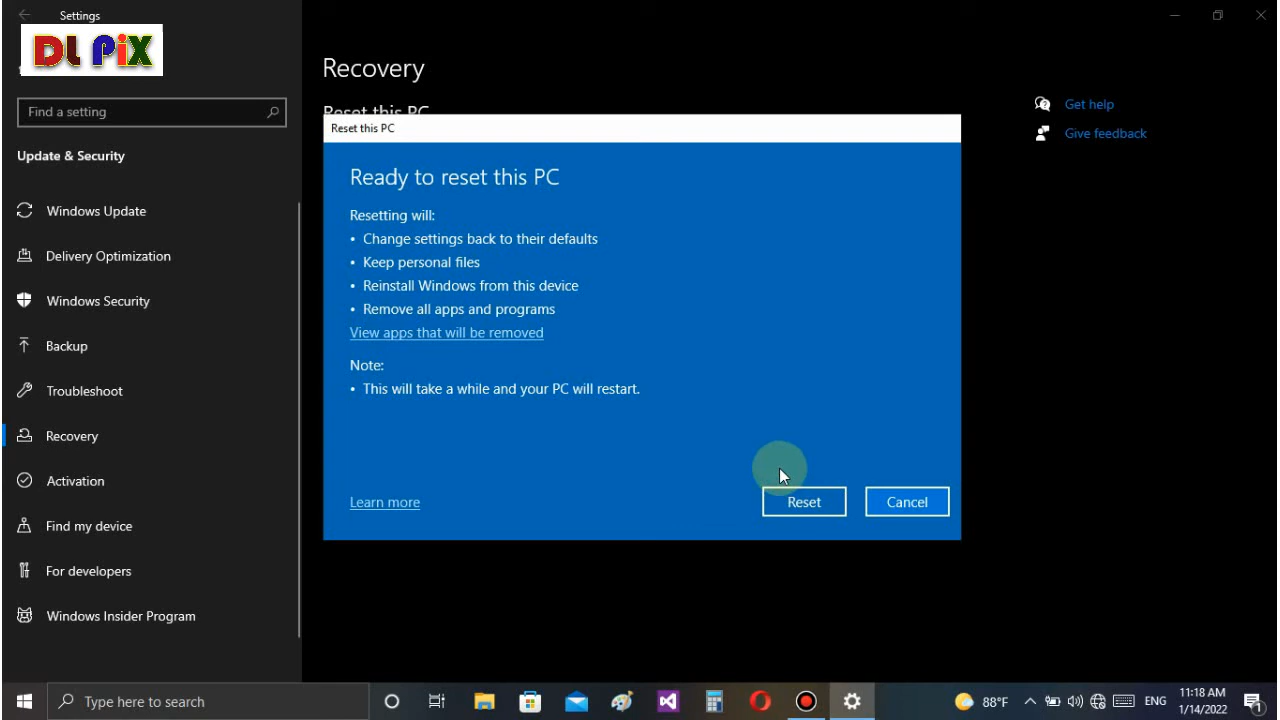 Settings
DL PiX
Recovery
Reset this PC
Get help
Give feedback
Find a setting
Update & Security
Windows Update
Delivery Optimization
Windows Security
Backup
Troubleshoot
Recovery
Activation
Find my device
For developers
Windows Insider Program
Reset this PC
Ready to reset this PC
Resetting will:
• Change settings back to their defaults
• Keep personal files
• Reinstall Windows from this device
• Remove all apps and programs
View apps that will be removed
Note:
• This will take a while and your PC will restart.
Learn more
Reset
Cancel
Type here to search
88°F
ENG
11:18 AM
1/14/2022
1